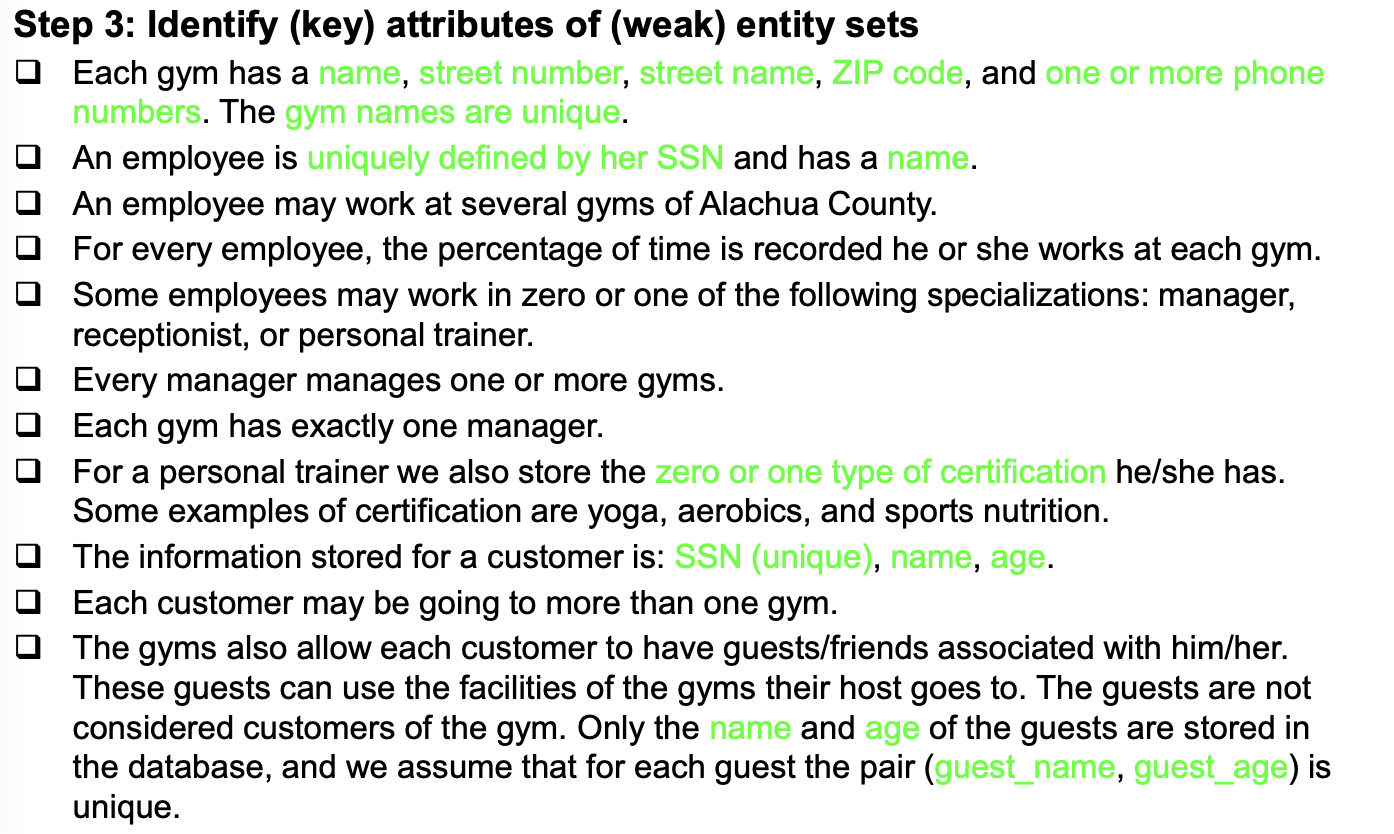 Step 3: Identify (key) attributes of (weak) entity sets
❑ Each gym has a name, street number, street name, ZIP code, and one or more phone
numbers. The gym names are unique.
❑ An employee is uniquely defined by her SSN and has a name.
❑ An employee may work at several gyms of Alachua County.
❑ For every employee, the percentage of time is recorded he or she works at each gym.
❑ Some employees may work in zero or one of the following specializations: manager,
receptionist, or personal trainer.
❑ Every manager manages one or more gyms.
❑ Each gym has exactly one manager.
❑ For a personal trainer we also store the zero or one type of certification he/she has.
Some examples of certification are yoga, aerobics, and sports nutrition.
❑ The information stored for a customer is: SSN (unique), name, age.
❑ Each customer may be going to more than one gym.
❑ The gyms also allow each customer to have guests/friends associated with him/her.
These guests can use the facilities of the gyms their host goes to. The guests are not
considered customers of the gym. Only the name and age of the guests are stored in
the database, and we assume that for each guest the pair (guest_name, guest_age) is
unique.